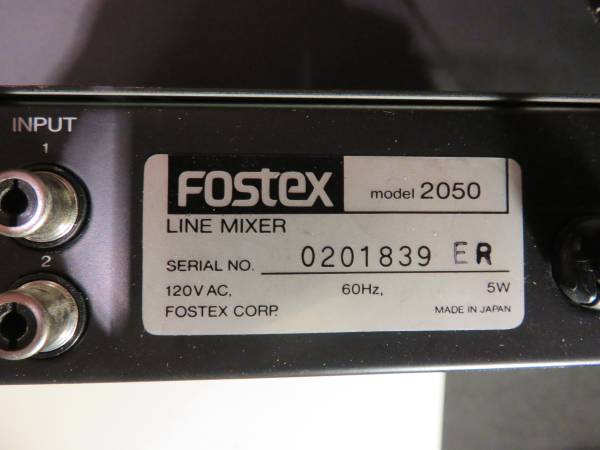 INPUT
1
2
FOSTEX model 2050
LINE MIXER
SERIAL NO. 0201839 ER
120V AC, 60Hz, 5W
FOSTEX CORP. MADE IN JAPAN